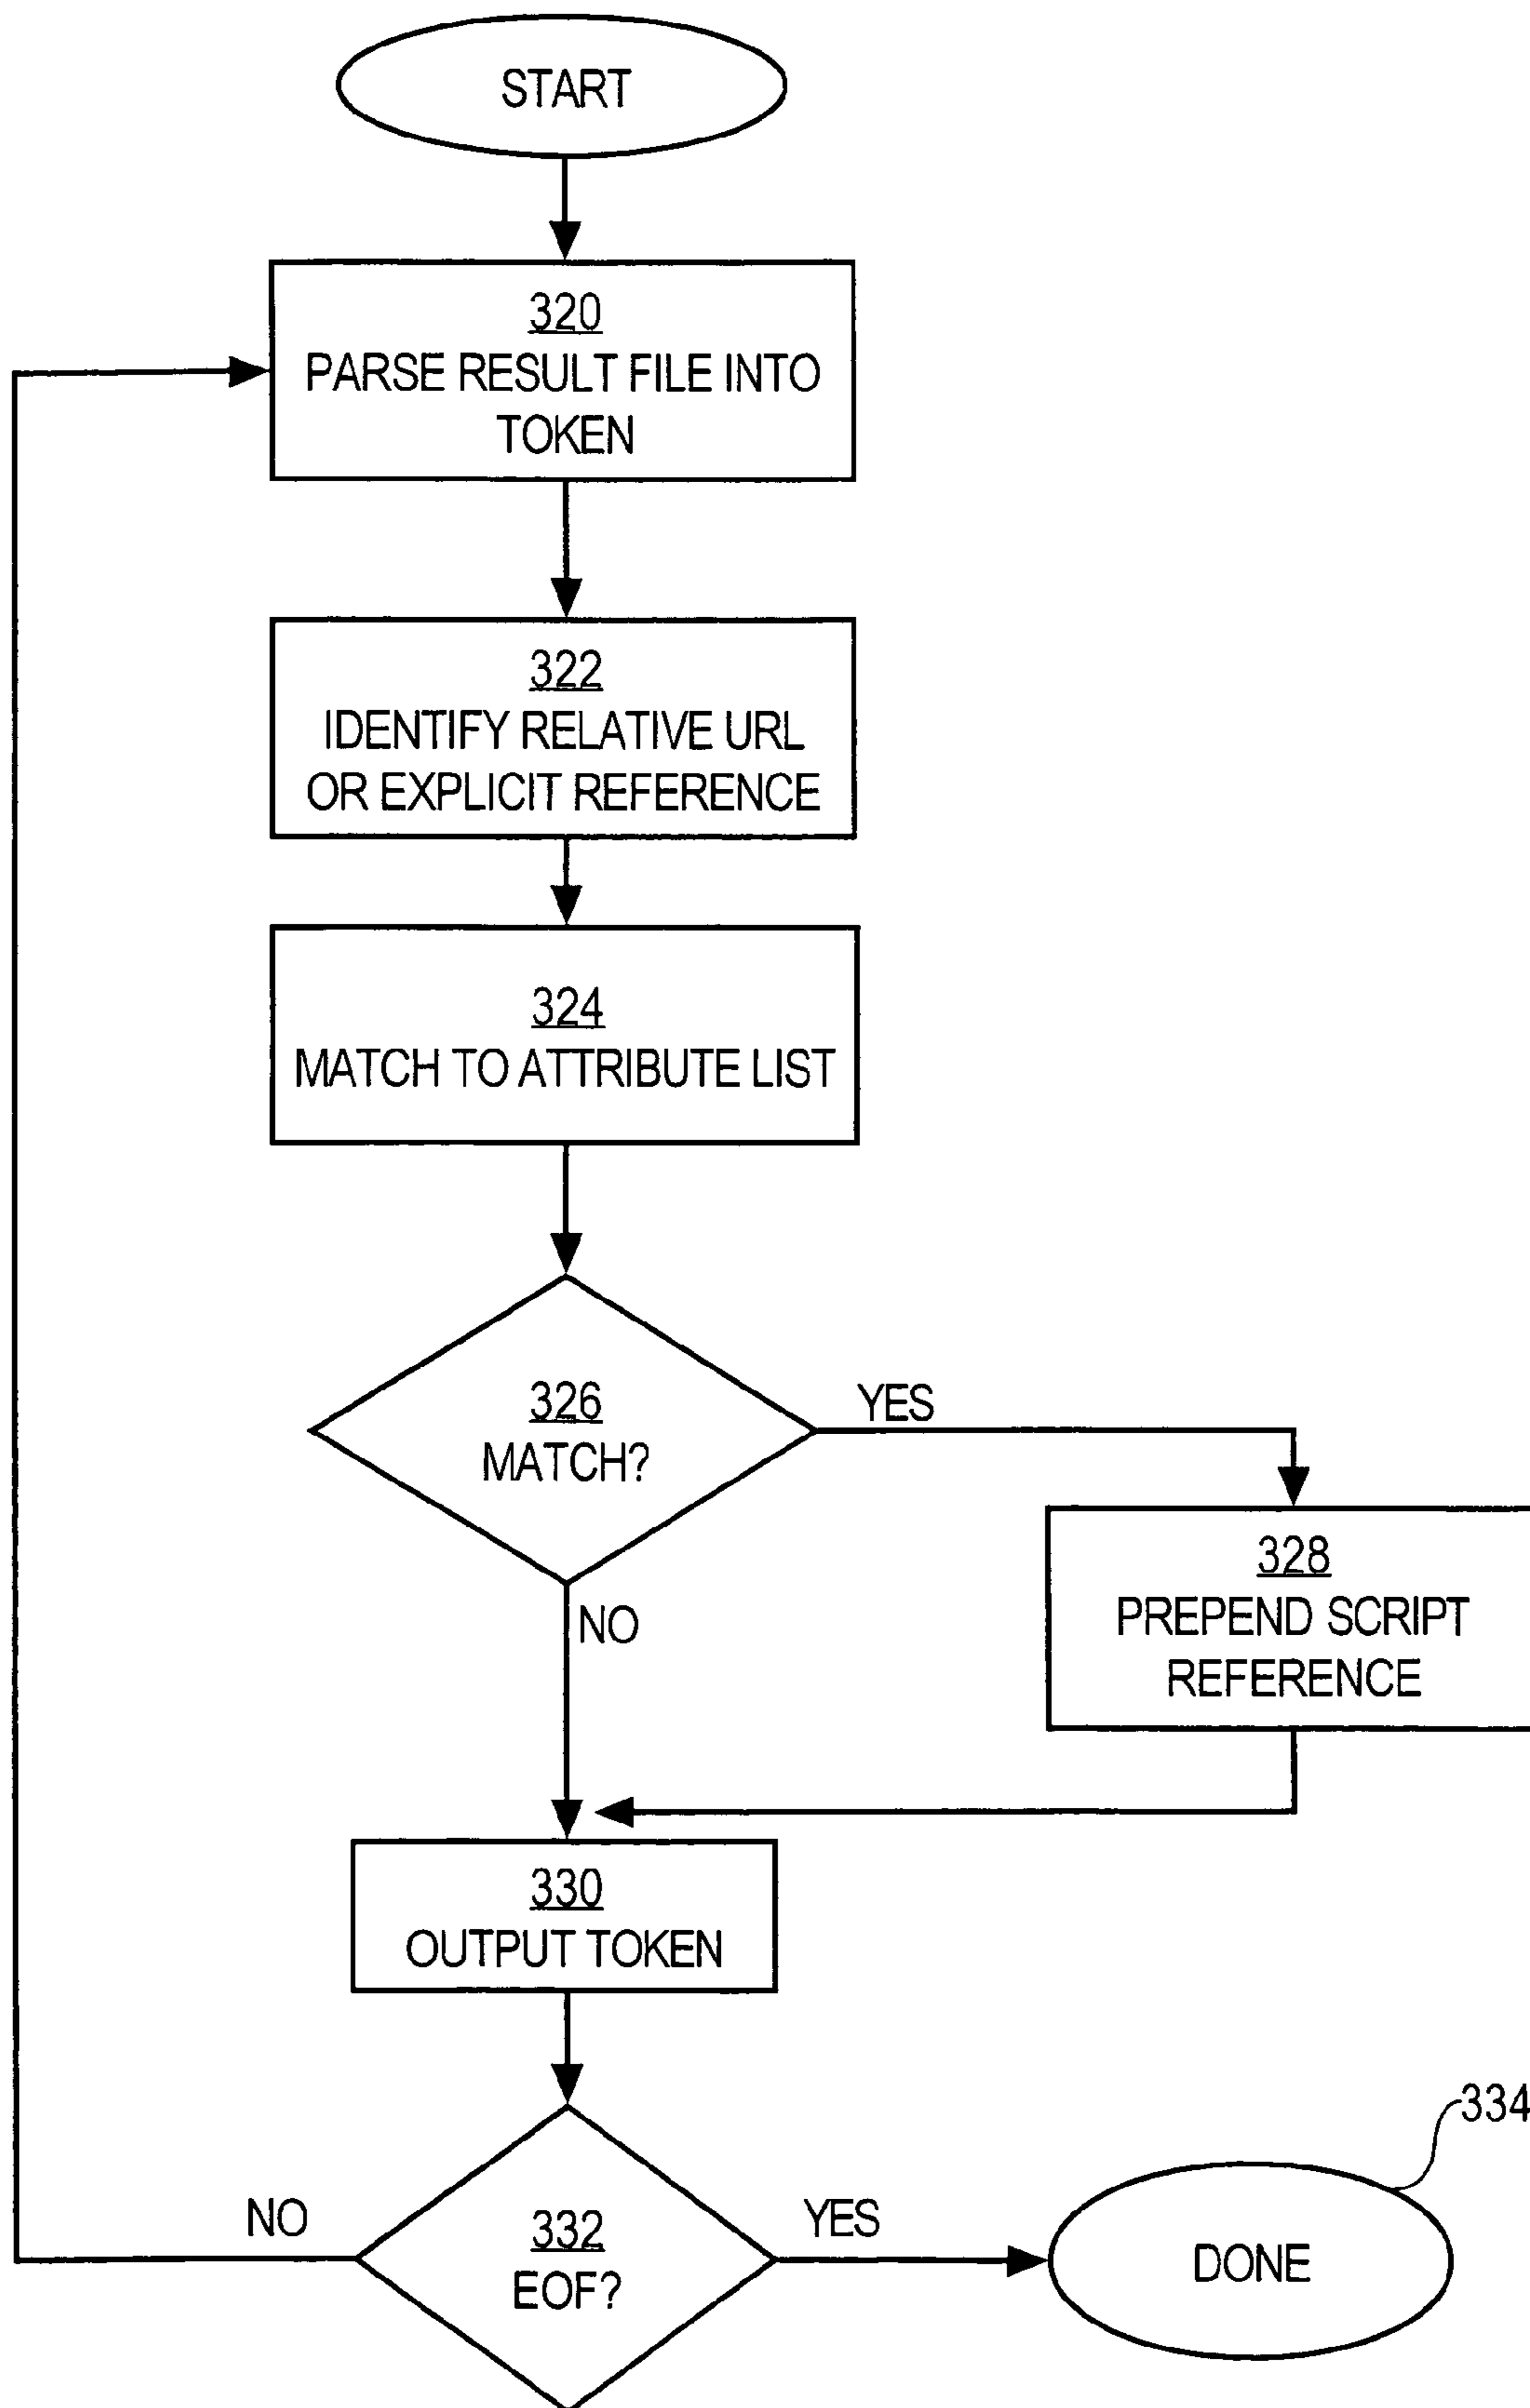 START
320
PARSE RESULT FILE INTO
TOKEN
322
IDENTIFY RELATIVE URL
OR EXPLICIT REFERENCE
324
MATCH TO ATTRIBUTE LIST
326
MATCH?
YES
NO
328
PREPEND SCRIPT
REFERENCE
330
OUTPUT TOKEN
332
EOF?
NO
YES
334
DONE